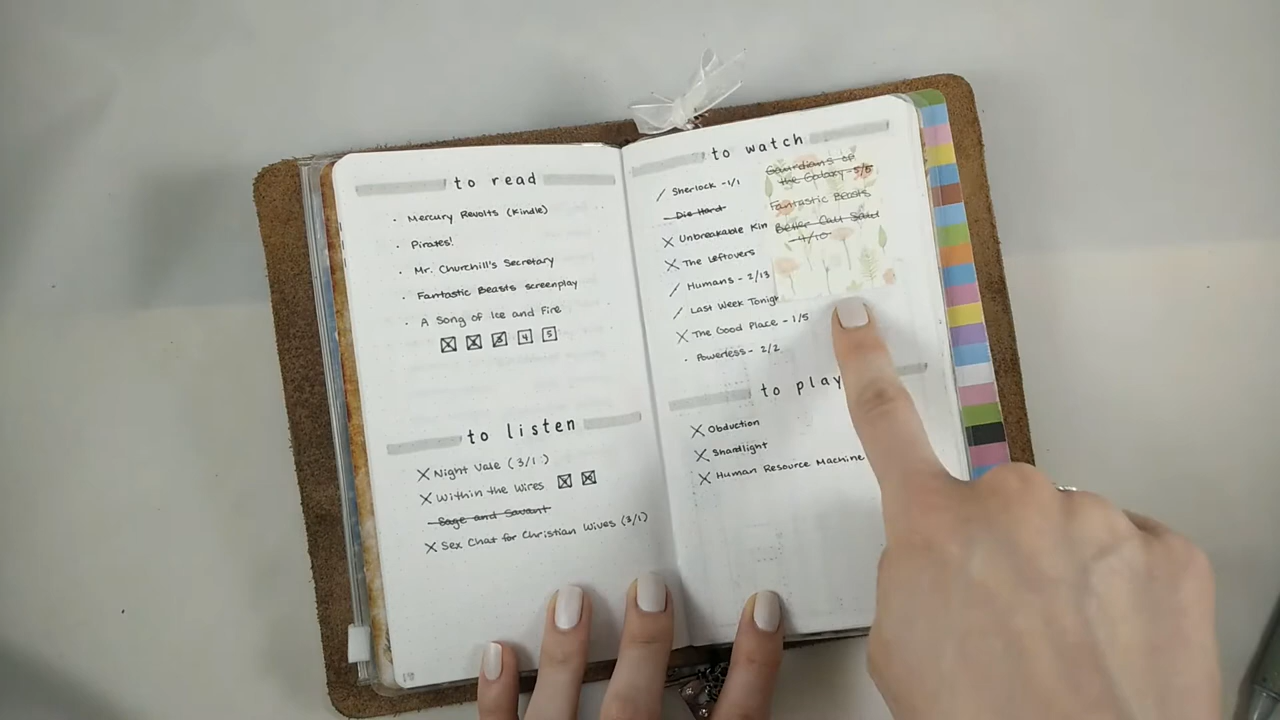 to read
Mercury Revolts (Kindle)
Pirates!
Mr. Churchill's Secretary
Fantastic Beasts screenplay
A Song of Ice and Fire
3 4 5
to listen
Night Vale (3/1)
Within the Wires
Sage and Savant
Sex Chat for Christian Wives (3/1)
to watch
Sherlock - 1/1
Die Hard
Unbreakable Kim
The Leftovers
Humans - 2/13
Last Week Tonigh
The Good Place - 1/5
Powerless - 2/2
Guardians of
the Galaxy - 5/5
Fantastic Beasts
Better Call Saul
- 4/10
to play
Obduction
Shardlight
Human Resource Machine